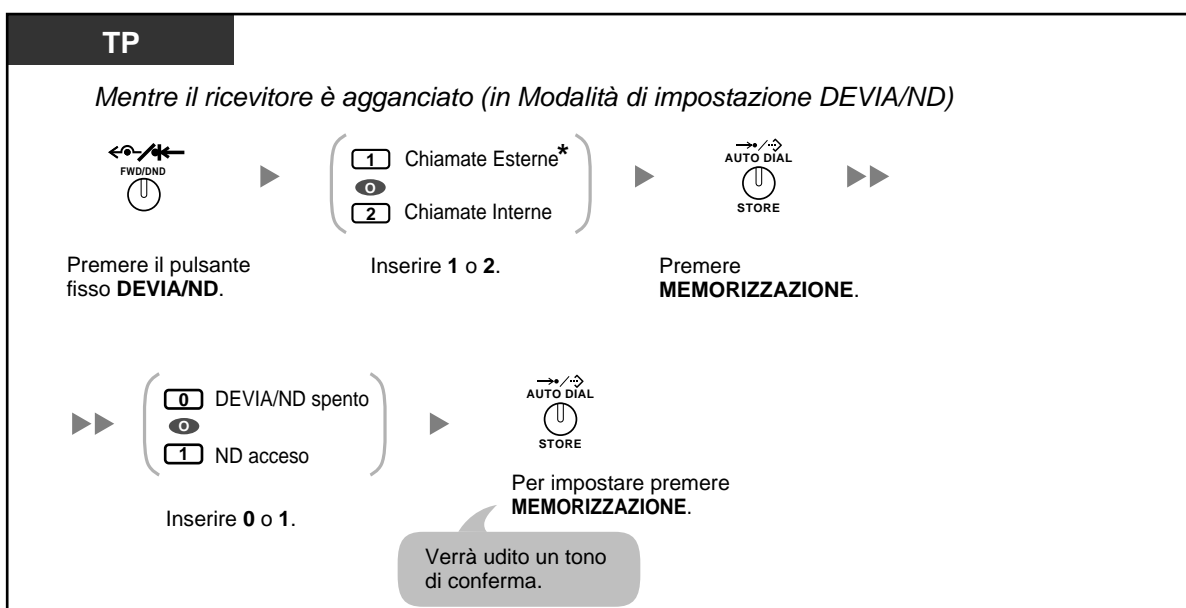 TP
Mentre il ricevitore è agganciato (in Modalità di impostazione DEVIA/ND)
FWD/DND
1 Chiamate Esterne*
O
2 Chiamate Interne
AUTO DIAL
STORE
Premere il pulsante
fisso DEVIA/ND.
Inserire 1 o 2.
Premere
MEMORIZZAZIONE.
0 DEVIA/ND spento
O
1 ND acceso
AUTO DIAL
STORE
Inserire 0 o 1.
Per impostare premere
MEMORIZZAZIONE.
Verrà udito un tono
di conferma.